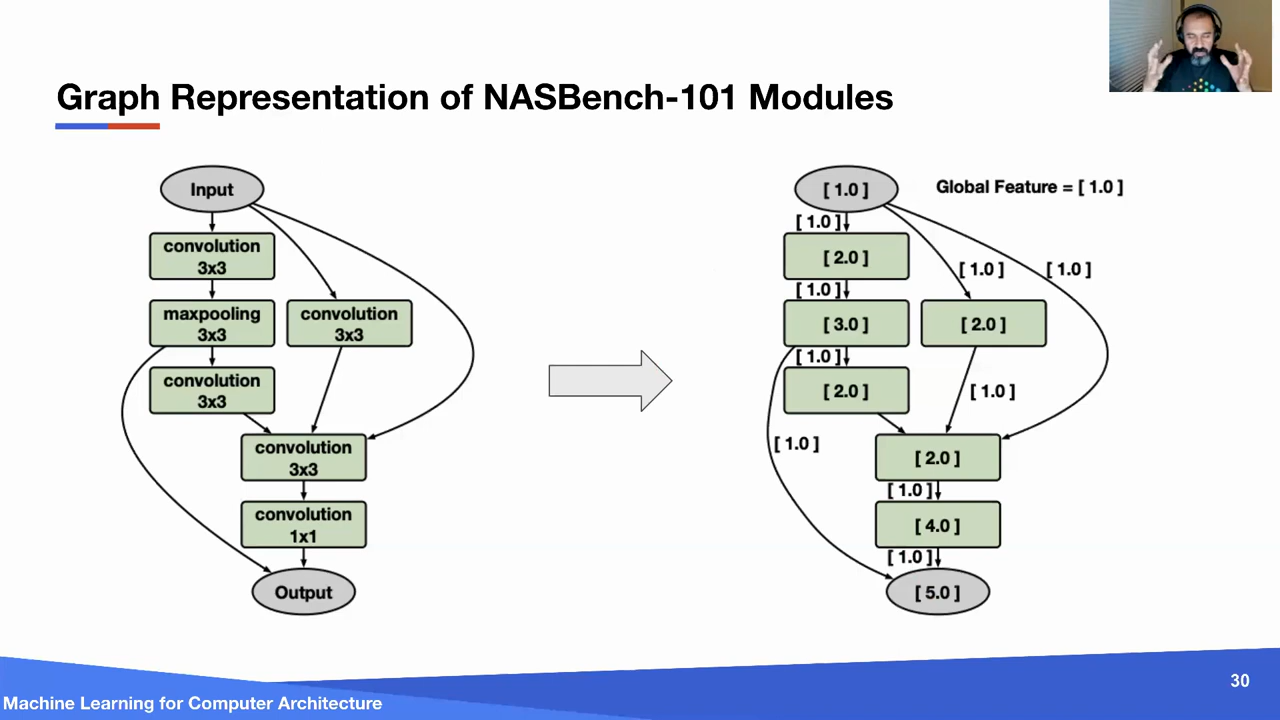 Graph Representation of NASBench-101 Modules
Input
convolution
3x3
maxpooling
3x3
convolution
3x3
convolution
3x3
convolution
3x3
convolution
1x1
Output
[ 1.0 ]
Global Feature = [ 1.0 ]
[ 1.0 ]
[ 2.0 ]
[ 1.0 ]
[ 1.0 ]
[ 1.0 ]
[ 3.0 ]
[ 2.0 ]
[ 1.0 ]
[ 2.0 ]
[ 1.0 ]
[ 1.0 ]
[ 2.0 ]
[ 1.0 ]
[ 4.0 ]
[ 1.0 ]
[ 5.0 ]
30
Machine Learning for Computer Architecture